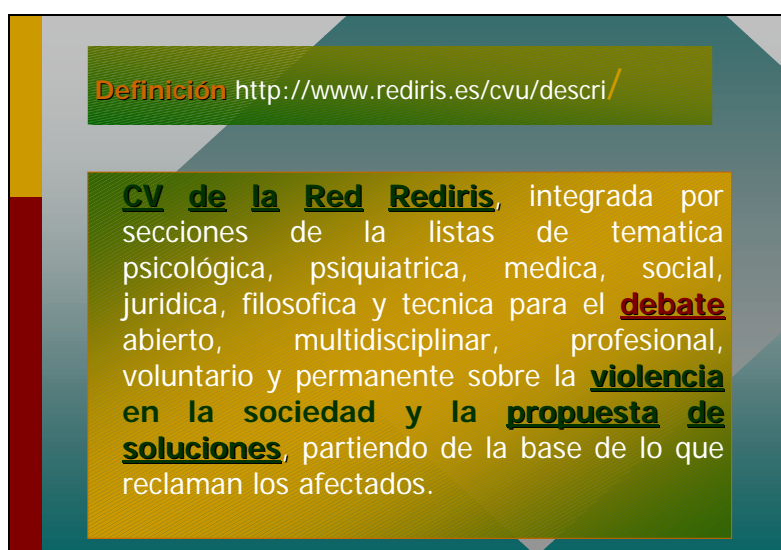 Definición http://www.rediris.es/cvu/descri/
CV de la Red Rediris, integrada por
secciones de la listas de tematica
psicológica, psiquiatrica, medica, social,
juridica, filosofica y tecnica para el debate
abierto, multidisciplinar, profesional,
voluntario y permanente sobre la violencia
en la sociedad y la propuesta de
soluciones, partiendo de la base de lo que
reclaman los afectados.